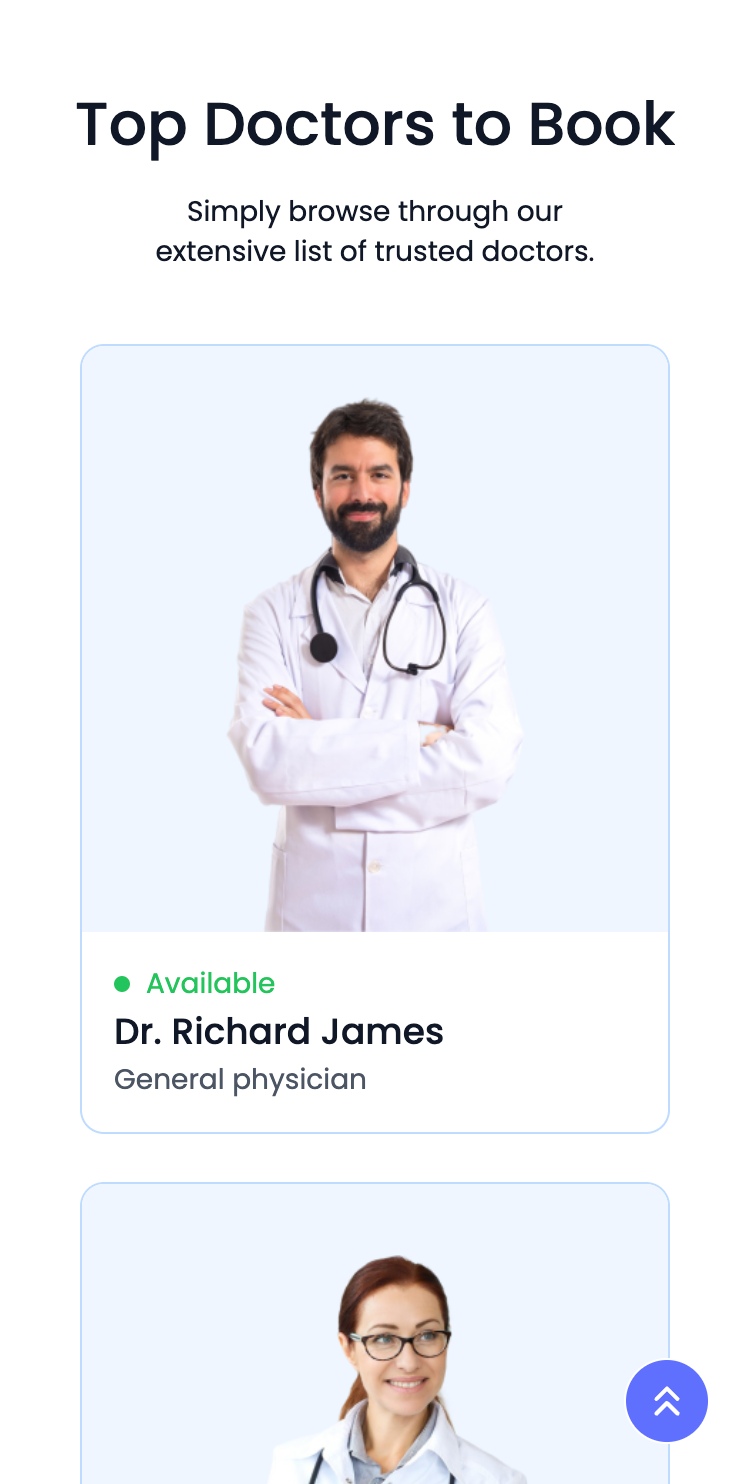 Top Doctors to Book
Simply browse through our
extensive list of trusted doctors.
Available
Dr. Richard James
General physician